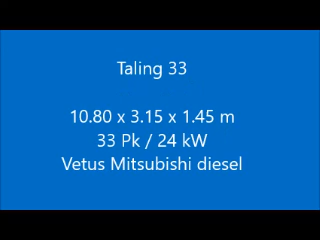 Taling 33
10.80 x 3.15 x 1.45 m
33 Pk / 24 kW
Vetus Mitsubishi diesel